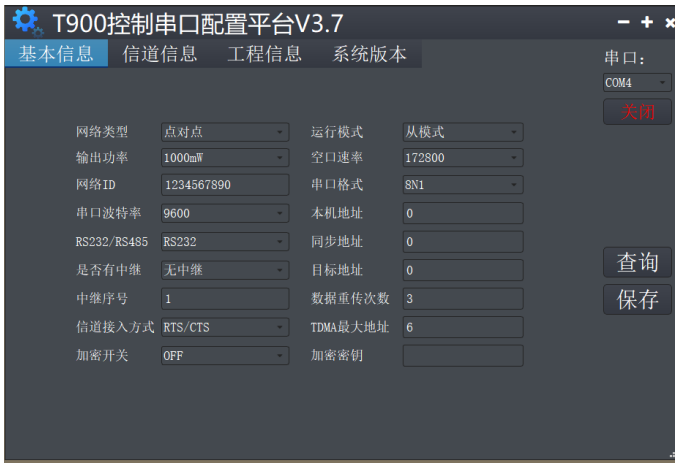 T900控制串口配置平台V3.7
基本信息 信道信息 工程信息 系统版本
串口:
COM4
关闭
网络类型 点对点 运行模式 从模式
输出功率 1000mW 空口速率 172800
网络ID 1234567890 串口格式 8N1
串口波特率 9600 本机地址 0
RS232/RS485 RS232 同步地址 0
是否有中继 无中继 目标地址 0
中继序号 1 数据重传次数 3
信道接入方式 RTS/CTS TDMA最大地址 6
加密开关 OFF 加密密钥
查询
保存